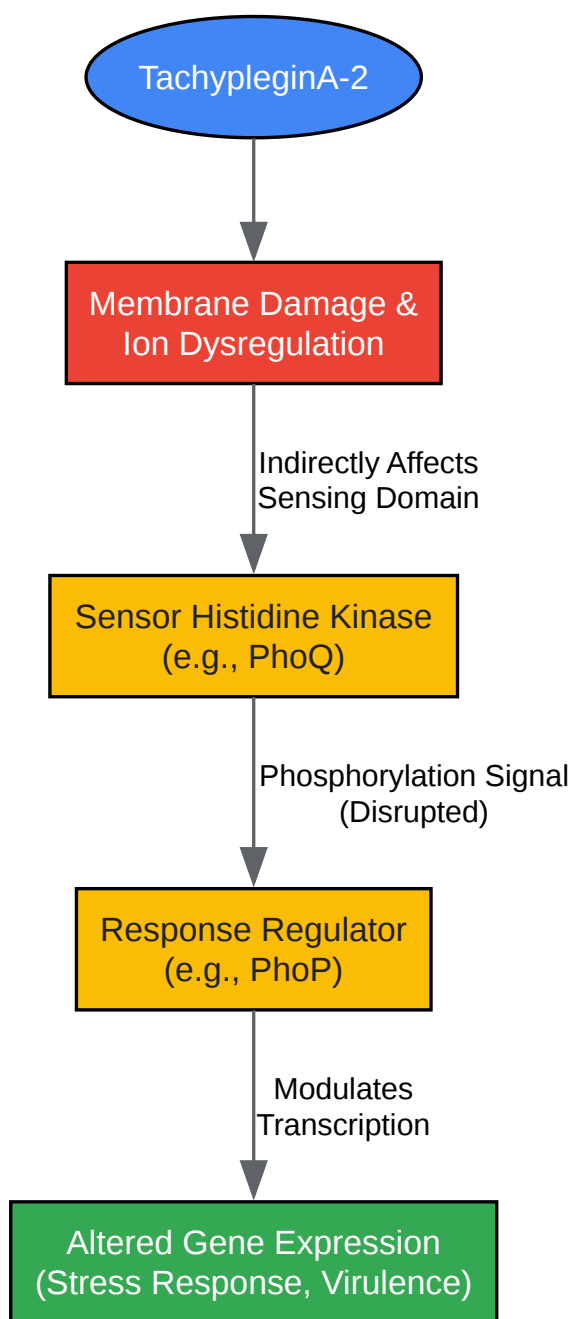 TachypleginA-2
Membrane Damage &
Ion Dysregulation
Indirectly Affects
Sensing Domain
Sensor Histidine Kinase
(e.g., PhoQ)
Phosphorylation Signal
(Disrupted)
Response Regulator
(e.g., PhoP)
Modulates
Transcription
Altered Gene Expression
(Stress Response, Virulence)